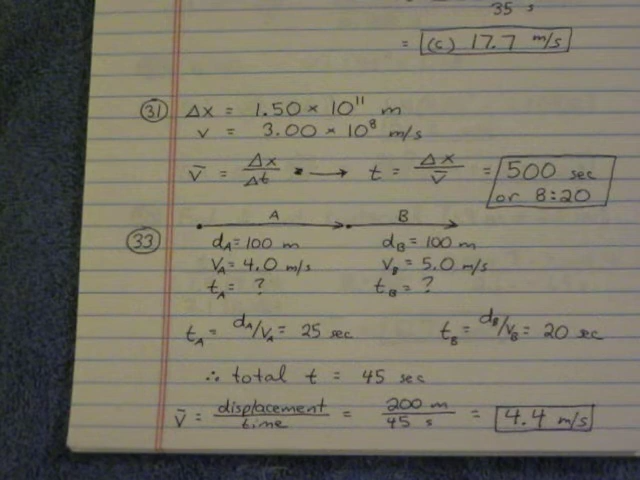 35 s
= (c) 17.7 m/s
(31) Δx = 1.50 × 10¹¹ m
v = 3.00 × 10⁸ m/s
v̄ = Δx/Δt → t = Δx/v̄ = 500 sec
or 8:20
A B
(33) d_A = 100 m d_B = 100 m
v_A = 4.0 m/s v_B = 5.0 m/s
t_A = ? t_B = ?
t_A = d_A/v_A = 25 sec t_B = d_B/v_B = 20 sec
∴ total t = 45 sec
v̄ = displacement/time = 200 m/45 s = 4.4 m/s